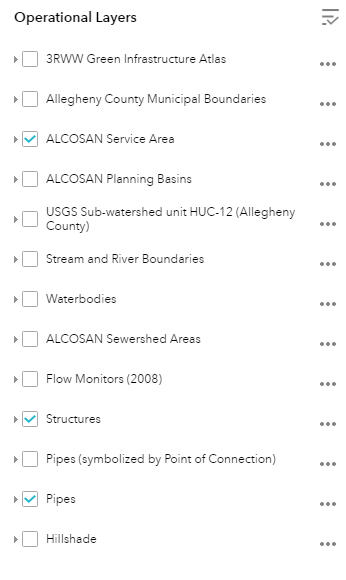 Operational Layers
3RWW Green Infrastructure Atlas
Allegheny County Municipal Boundaries
ALCOSAN Service Area
ALCOSAN Planning Basins
USGS Sub-watershed unit HUC-12 (Allegheny
County)
Stream and River Boundaries
Waterbodies
ALCOSAN Sewershed Areas
Flow Monitors (2008)
Structures
Pipes (symbolized by Point of Connection)
Pipes
Hillshade